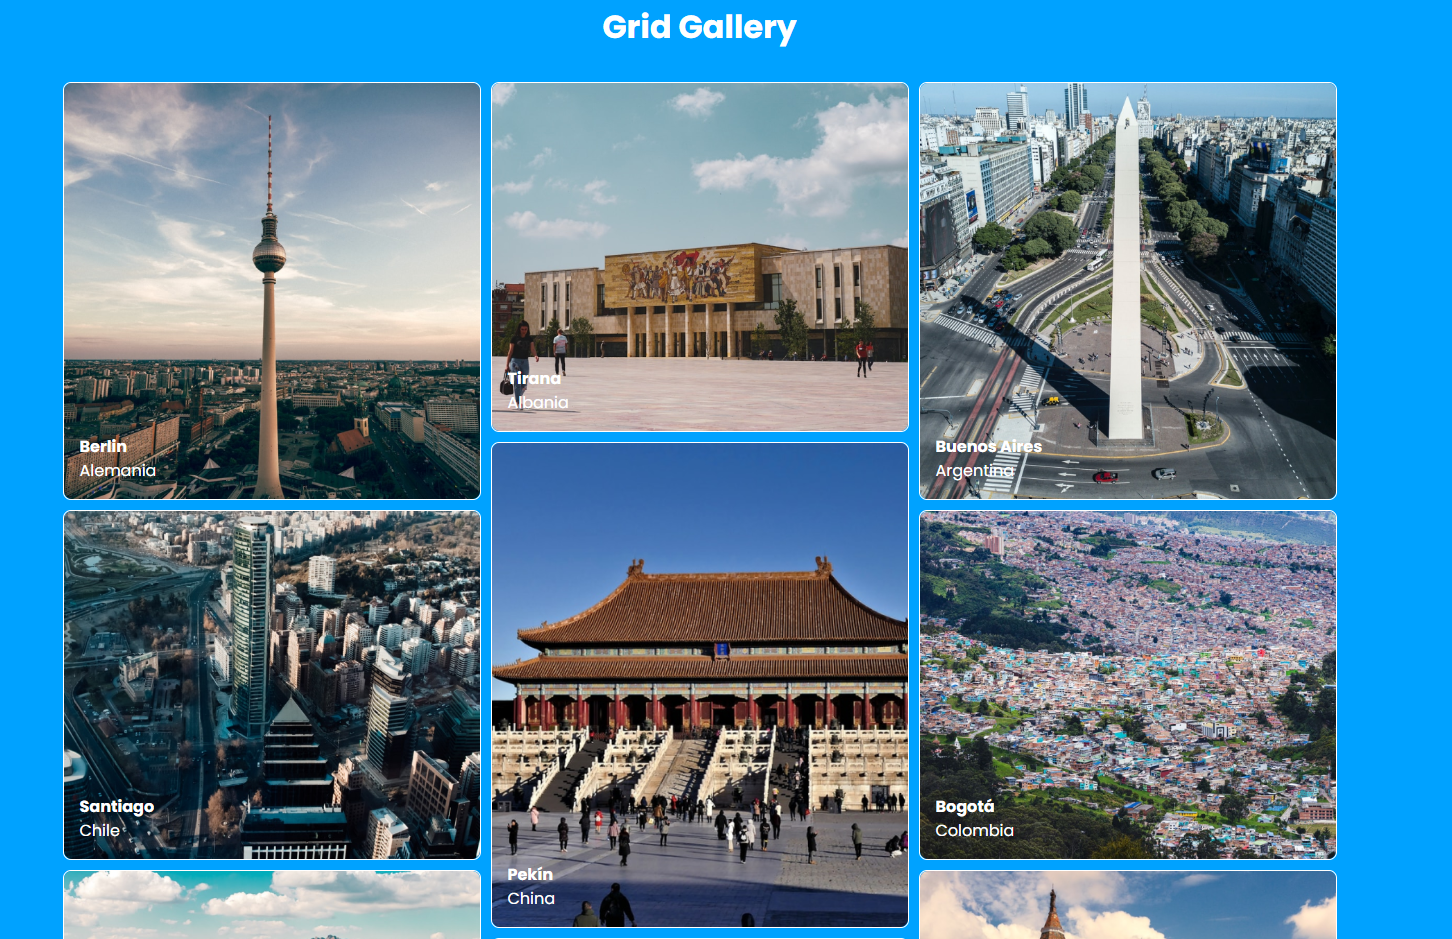 Grid Gallery
Berlin
Alemania
Tirana
Albania
Buenos Aires
Argentina
Santiago
Chile
Pekín
China
Bogotá
Colombia